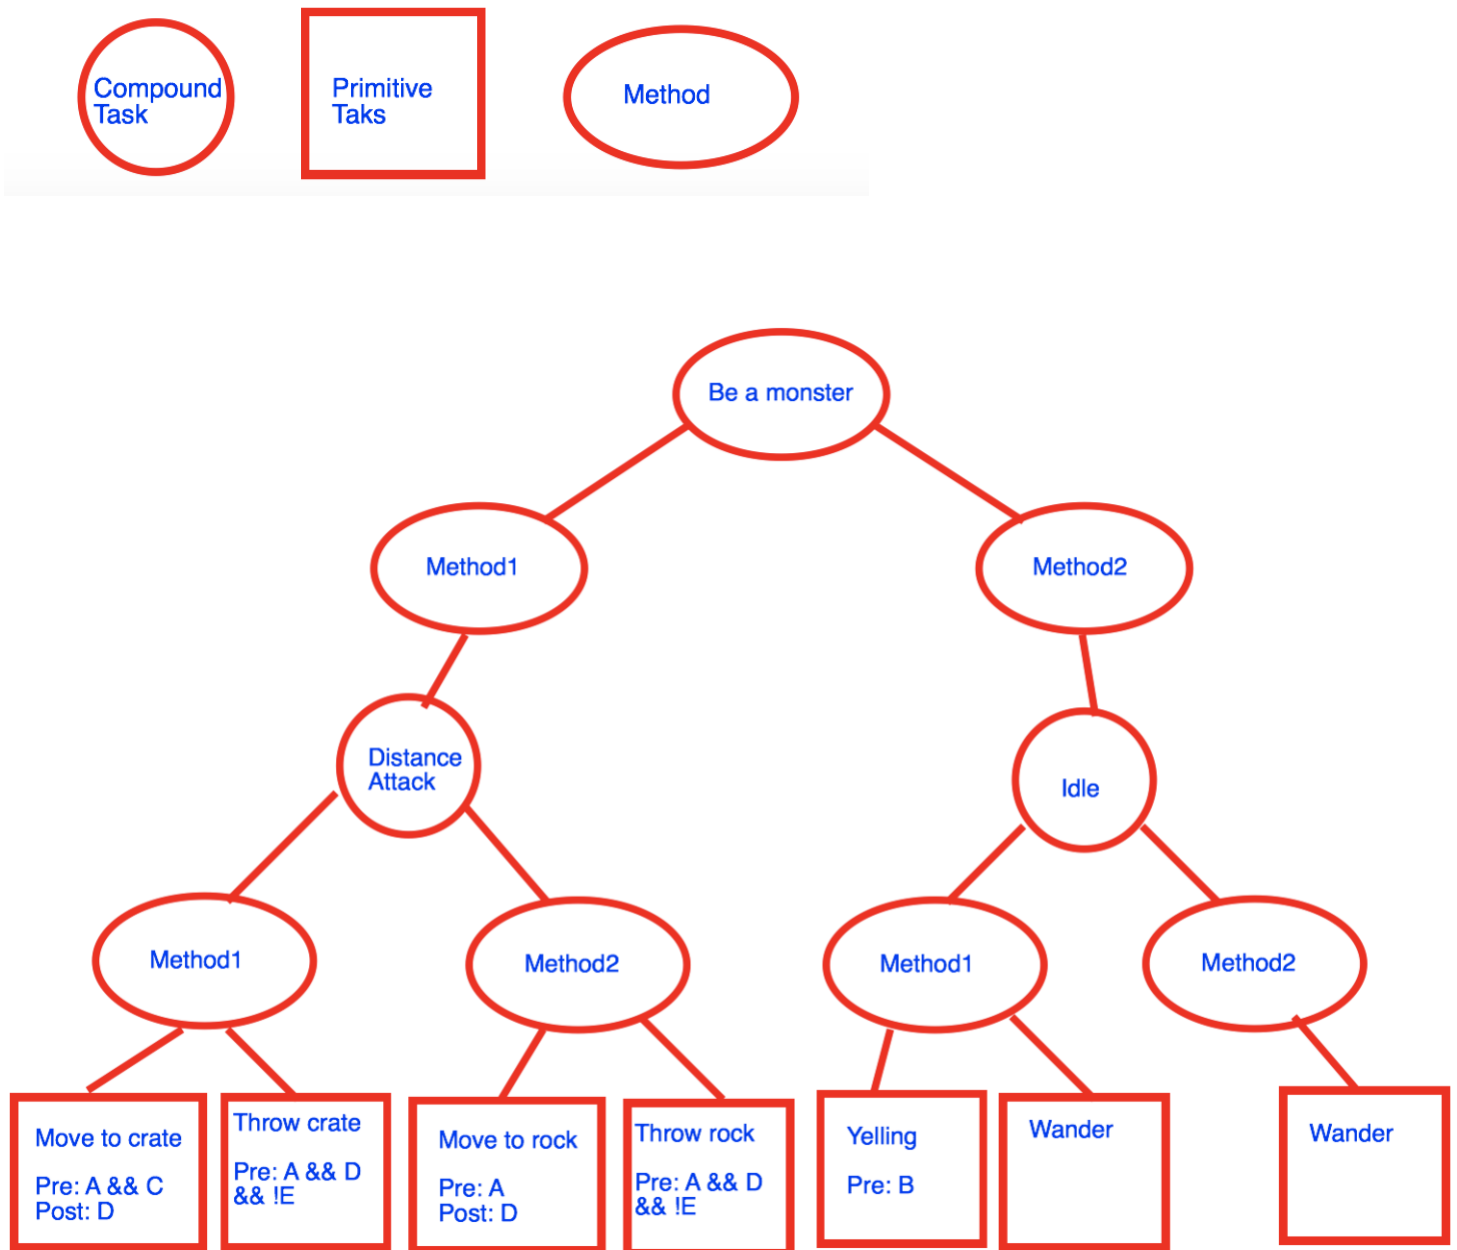 Compound
Task
Primitive
Taks
Method
Be a monster
Method1
Method2
Distance
Attack
Idle
Method1
Method2
Method1
Method2
Move to crate
Pre: A && C
Post: D
Throw crate
Pre: A && D
&& !E
Move to rock
Pre: A
Post: D
Throw rock
Pre: A && D
&& !E
Yelling
Pre: B
Wander
Wander